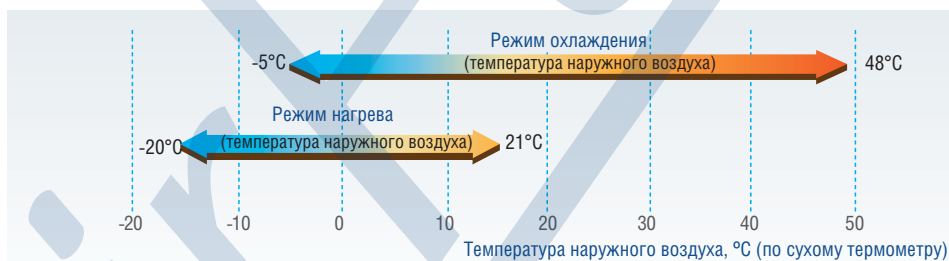 Режим охлаждения
-5°C (температура наружного воздуха) 48°C
Режим нагрева
-20°C (температура наружного воздуха) 21°C
-20 -10 0 10 20 30 40 50
Температура наружного воздуха, ºC (по сухому термометру)